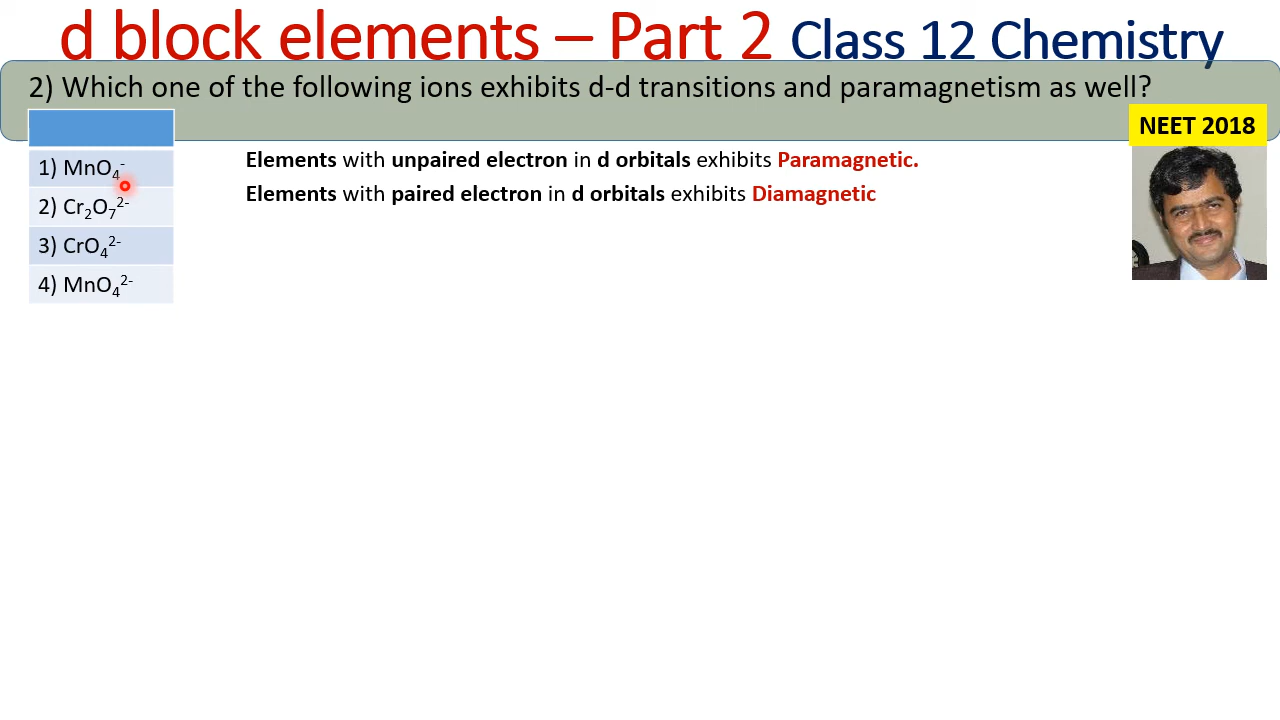 d block elements – Part 2 Class 12 Chemistry
2) Which one of the following ions exhibits d-d transitions and paramagnetism as well?
NEET 2018
1) MnO₄⁻
2) Cr₂O₇²⁻
3) CrO₄²⁻
4) MnO₄²⁻
Elements with unpaired electron in d orbitals exhibits Paramagnetic.
Elements with paired electron in d orbitals exhibits Diamagnetic